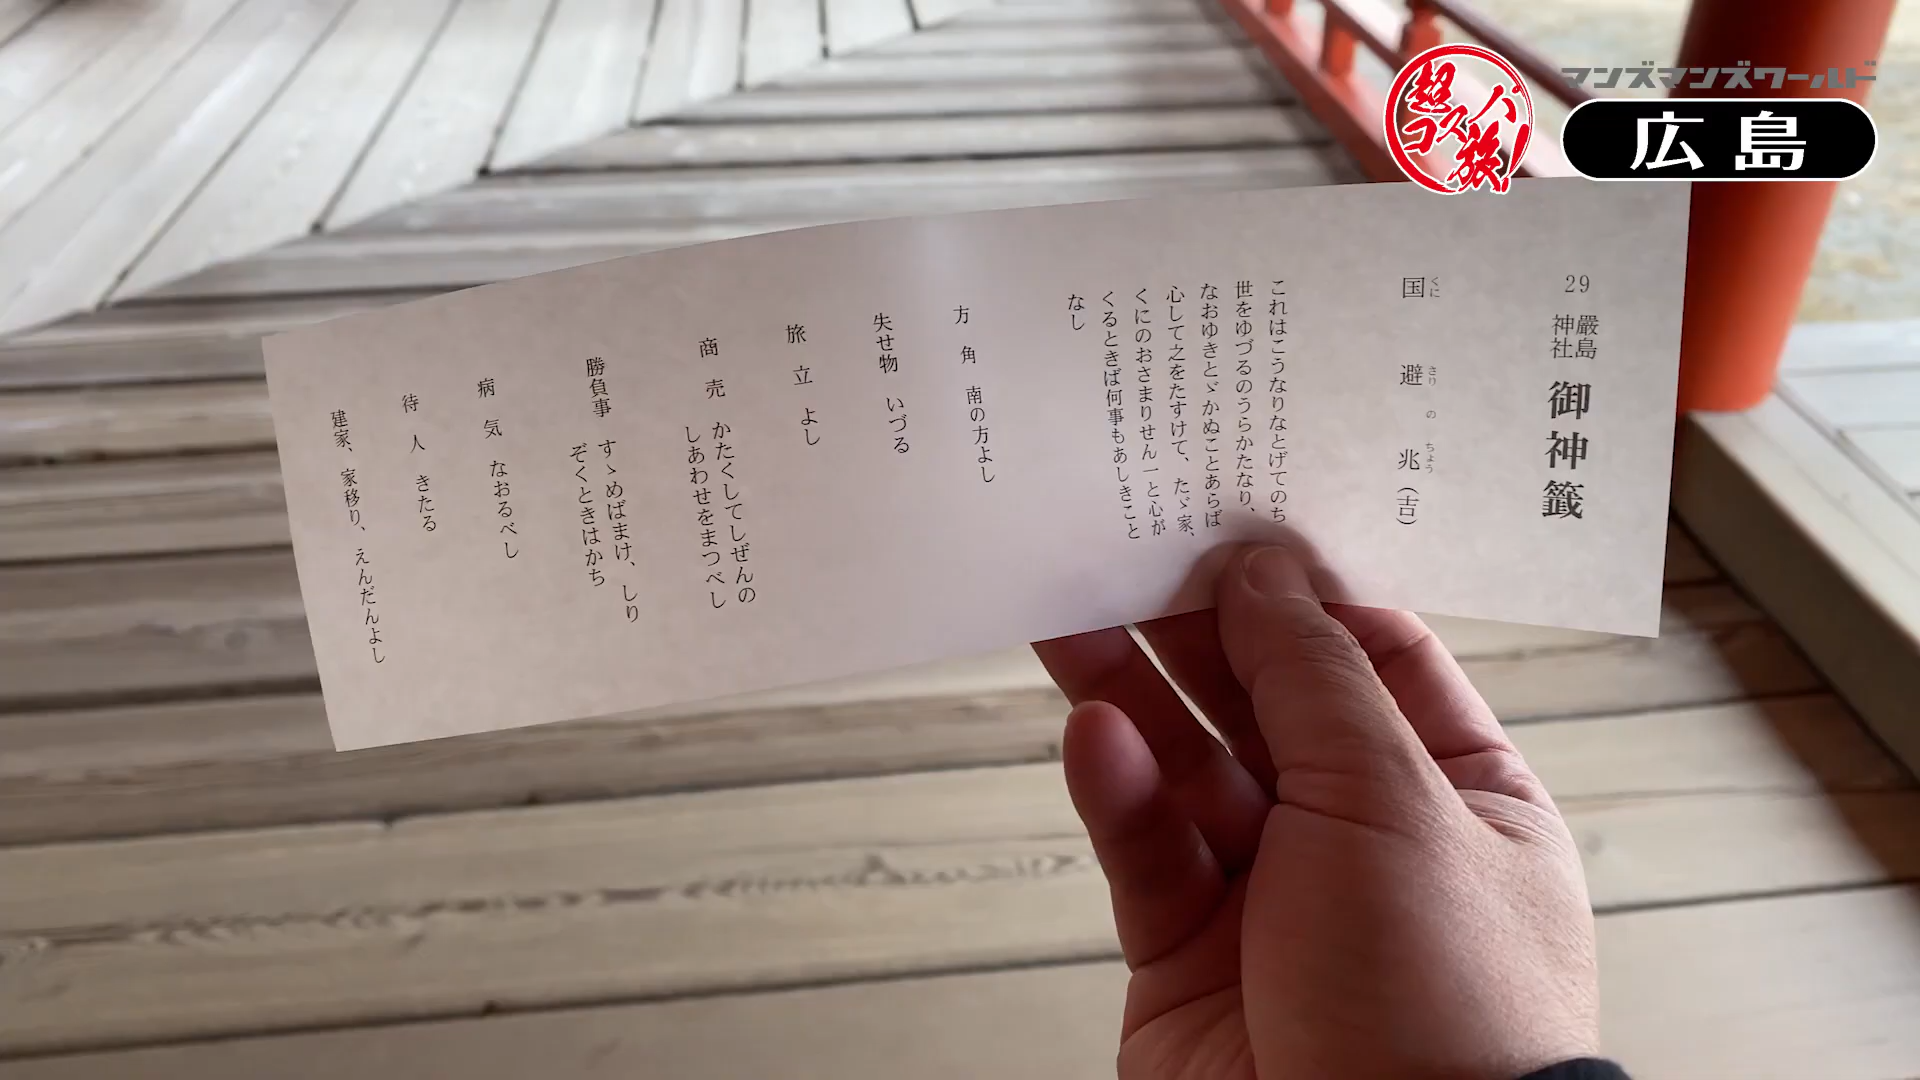 超コスパ旅!
マンズマンズワールド
広島
29 嚴島神社 御神籤
国避の兆(吉)
くに さり の ちょう
これはこうなりなとげてのち
世をゆづるのうらかたなり、
なおゆきとゞかぬことあらば
心して之をたすけて、たゞ家、
くにのおさまりせん一と心が
くるときば何事もあしきこと
なし
方角 南の方よし
失せ物 いづる
旅立 よし
商売 かたくしてしぜんの
しあわせをまつべし
勝負事 すゝめばまけ、しり
ぞくときはかち
病気 なおるべし
待人 きたる
建家、家移り、えんだんよし